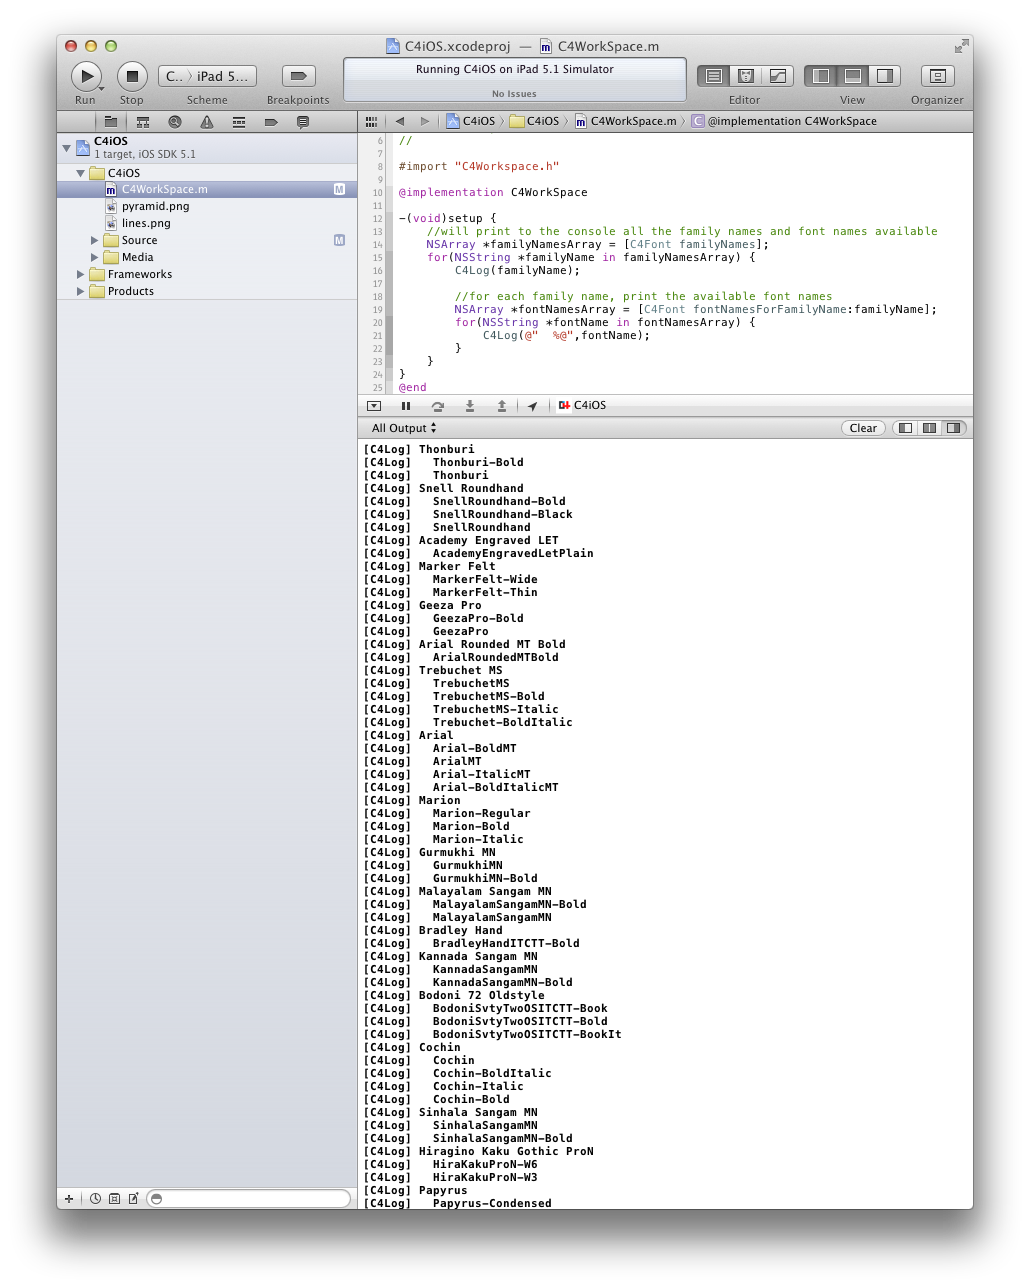 C4iOS.xcodeproj — C4WorkSpace.m
Run
Stop
C.. 〉 iPad 5...
Scheme
Breakpoints
Running C4iOS on iPad 5.1 Simulator
No Issues
Editor
View
Organizer
C4iOS 〉 C4iOS 〉 C4WorkSpace.m 〉 C @implementation C4WorkSpace
C4iOS
1 target, iOS SDK 5.1
C4iOS
C4WorkSpace.m M
pyramid.png
lines.png
Source M
Media
Frameworks
Products
6 //
7
8 #import "C4Workspace.h"
9
10 @implementation C4WorkSpace
11
12 -(void)setup {
13 //will print to the console all the family names and font names available
14 NSArray *familyNamesArray = [C4Font familyNames];
15 for(NSString *familyName in familyNamesArray) {
16 C4Log(familyName);
17
18 //for each family name, print the available font names
19 NSArray *fontNamesArray = [C4Font fontNamesForFamilyName:familyName];
20 for(NSString *fontName in fontNamesArray) {
21 C4Log(@"  %@",fontName);
22 }
23 }
24 }
25 @end
C4iOS
All Output
Clear
[C4Log] Thonburi
[C4Log]   Thonburi-Bold
[C4Log]   Thonburi
[C4Log] Snell Roundhand
[C4Log]   SnellRoundhand-Bold
[C4Log]   SnellRoundhand-Black
[C4Log]   SnellRoundhand
[C4Log] Academy Engraved LET
[C4Log]   AcademyEngravedLetPlain
[C4Log] Marker Felt
[C4Log]   MarkerFelt-Wide
[C4Log]   MarkerFelt-Thin
[C4Log] Geeza Pro
[C4Log]   GeezaPro-Bold
[C4Log]   GeezaPro
[C4Log] Arial Rounded MT Bold
[C4Log]   ArialRoundedMTBold
[C4Log] Trebuchet MS
[C4Log]   TrebuchetMS
[C4Log]   TrebuchetMS-Bold
[C4Log]   TrebuchetMS-Italic
[C4Log]   Trebuchet-BoldItalic
[C4Log] Arial
[C4Log]   Arial-BoldMT
[C4Log]   ArialMT
[C4Log]   Arial-ItalicMT
[C4Log]   Arial-BoldItalicMT
[C4Log] Marion
[C4Log]   Marion-Regular
[C4Log]   Marion-Bold
[C4Log]   Marion-Italic
[C4Log] Gurmukhi MN
[C4Log]   GurmukhiMN
[C4Log]   GurmukhiMN-Bold
[C4Log] Malayalam Sangam MN
[C4Log]   MalayalamSangamMN-Bold
[C4Log]   MalayalamSangamMN
[C4Log] Bradley Hand
[C4Log]   BradleyHandITCTT-Bold
[C4Log] Kannada Sangam MN
[C4Log]   KannadaSangamMN
[C4Log]   KannadaSangamMN-Bold
[C4Log] Bodoni 72 Oldstyle
[C4Log]   BodoniSvtyTwoOSITCTT-Book
[C4Log]   BodoniSvtyTwoOSITCTT-Bold
[C4Log]   BodoniSvtyTwoOSITCTT-BookIt
[C4Log] Cochin
[C4Log]   Cochin
[C4Log]   Cochin-BoldItalic
[C4Log]   Cochin-Italic
[C4Log]   Cochin-Bold
[C4Log] Sinhala Sangam MN
[C4Log]   SinhalaSangamMN
[C4Log]   SinhalaSangamMN-Bold
[C4Log] Hiragino Kaku Gothic ProN
[C4Log]   HiraKakuProN-W6
[C4Log]   HiraKakuProN-W3
[C4Log] Papyrus
[C4Log]   Papyrus-Condensed